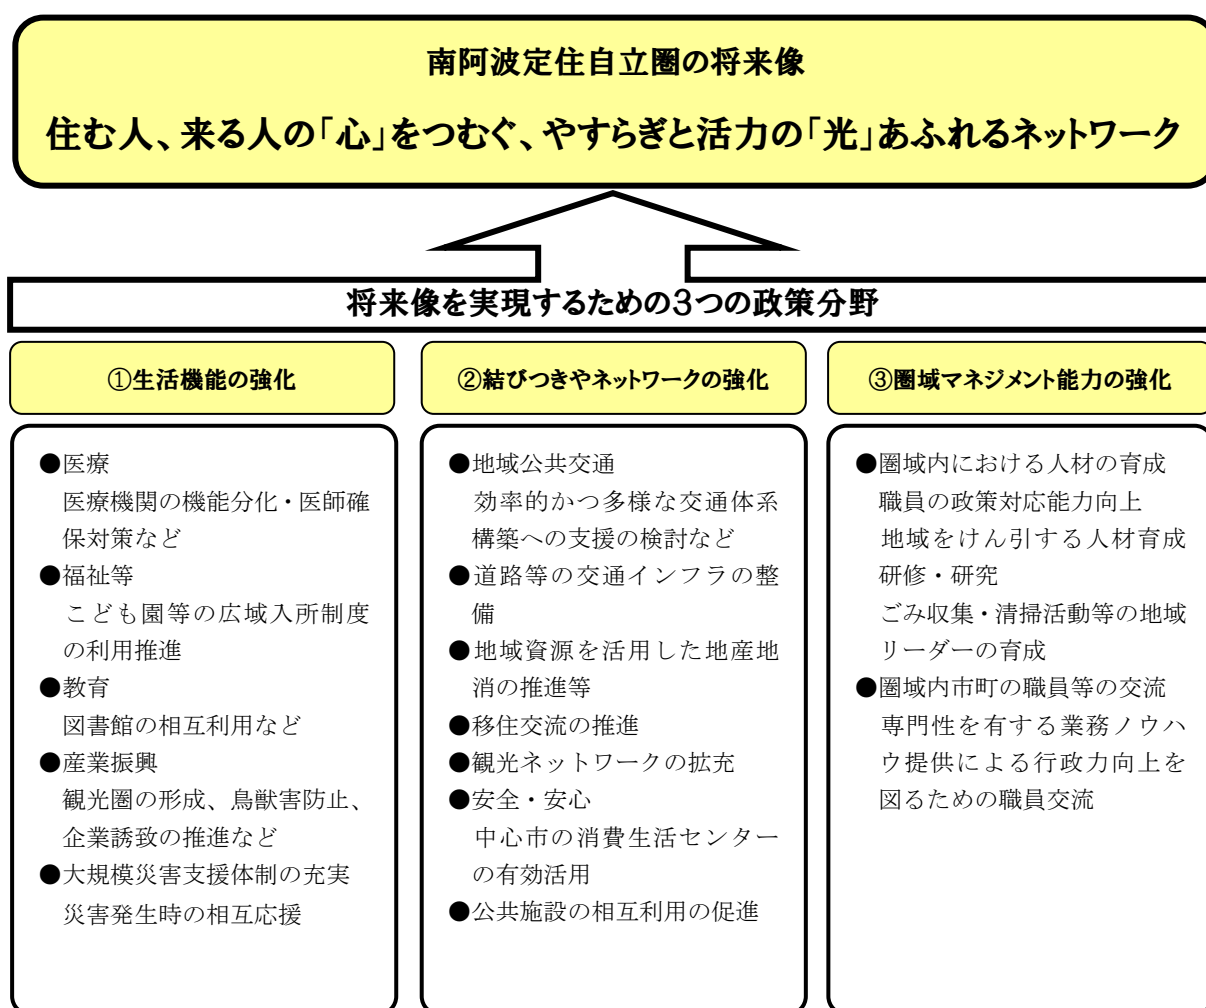 南阿波定住自立圏の将来像
住む人、来る人の「心」をつむぐ、やすらぎと活力の「光」あふれるネットワーク
将来像を実現するための3つの政策分野
①生活機能の強化
●医療
医療機関の機能分化・医師確
保対策など
●福祉等
こども園等の広域入所制度
の利用推進
●教育
図書館の相互利用など
●産業振興
観光圏の形成、鳥獣害防止、
企業誘致の推進など
●大規模災害支援体制の充実
災害発生時の相互応援
②結びつきやネットワークの強化
●地域公共交通
効率的かつ多様な交通体系
構築への支援の検討など
●道路等の交通インフラの整
備
●地域資源を活用した地産地
消の推進等
●移住交流の推進
●観光ネットワークの拡充
●安全・安心
中心市の消費生活センター
の有効活用
●公共施設の相互利用の促進
③圏域マネジメント能力の強化
●圏域内における人材の育成
職員の政策対応能力向上
地域をけん引する人材育成
研修・研究
ごみ収集・清掃活動等の地域
リーダーの育成
●圏域内市町の職員等の交流
専門性を有する業務ノウハ
ウ提供による行政力向上を
図るための職員交流